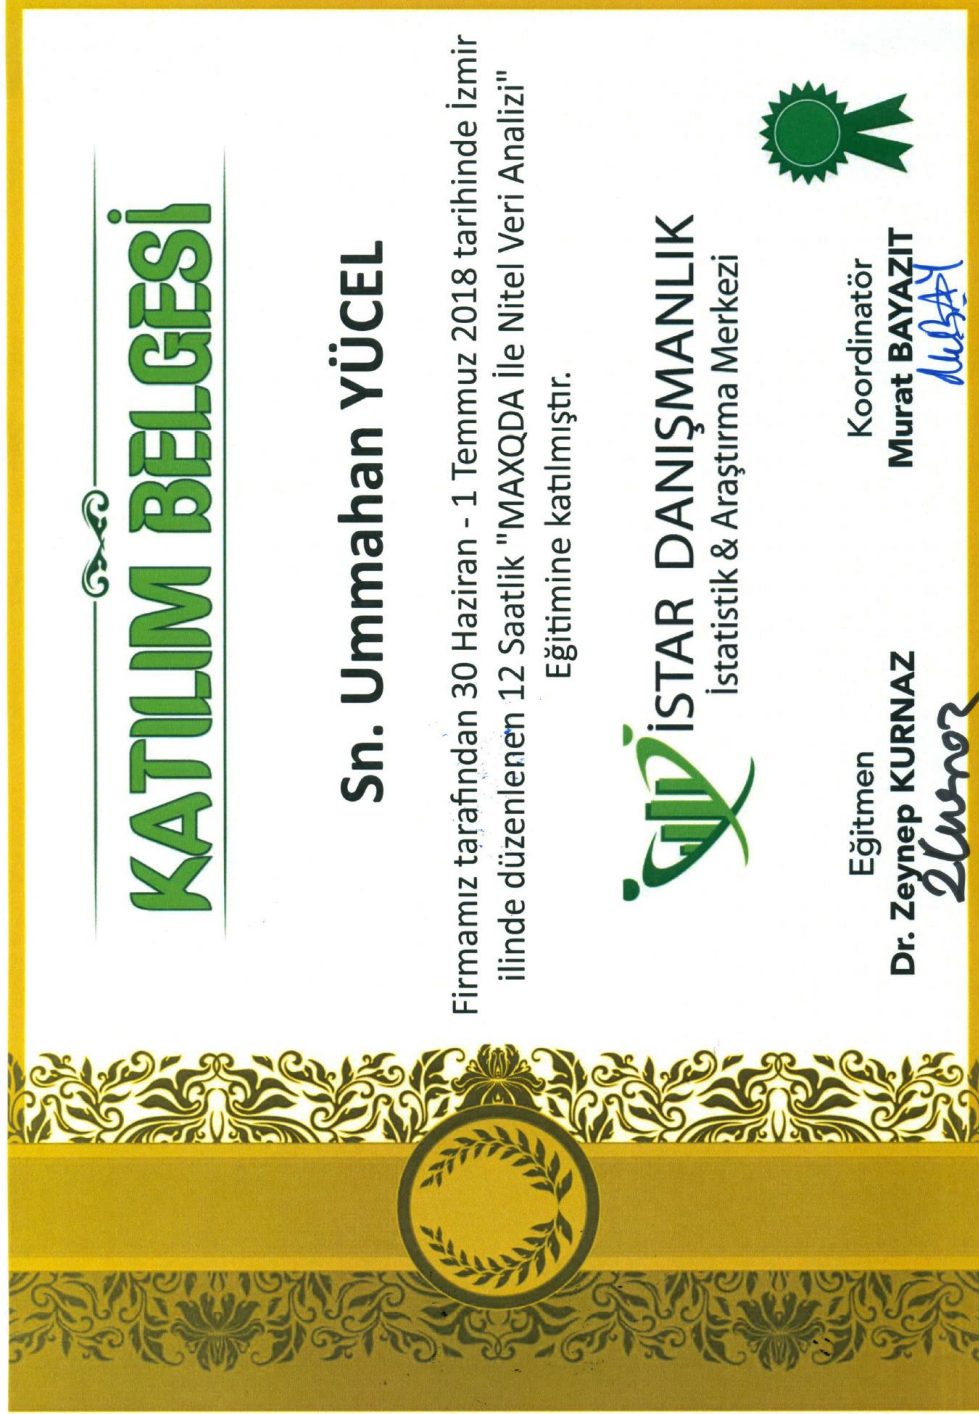 KATILIM BELGESİ
Sn. Ummahan YÜCEL
Firmamız tarafından 30 Haziran - 1 Temmuz 2018 tarihinde İzmir
ilinde düzenlenen 12 Saatlik "MAXQDA İle Nitel Veri Analizi"
Eğitimine katılmıştır.
İSTAR DANIŞMANLIK
İstatistik & Araştırma Merkezi
Eğitmen
Dr. Zeynep KURNAZ
ZKurnaz
Koordinatör
Murat BAYAZIT